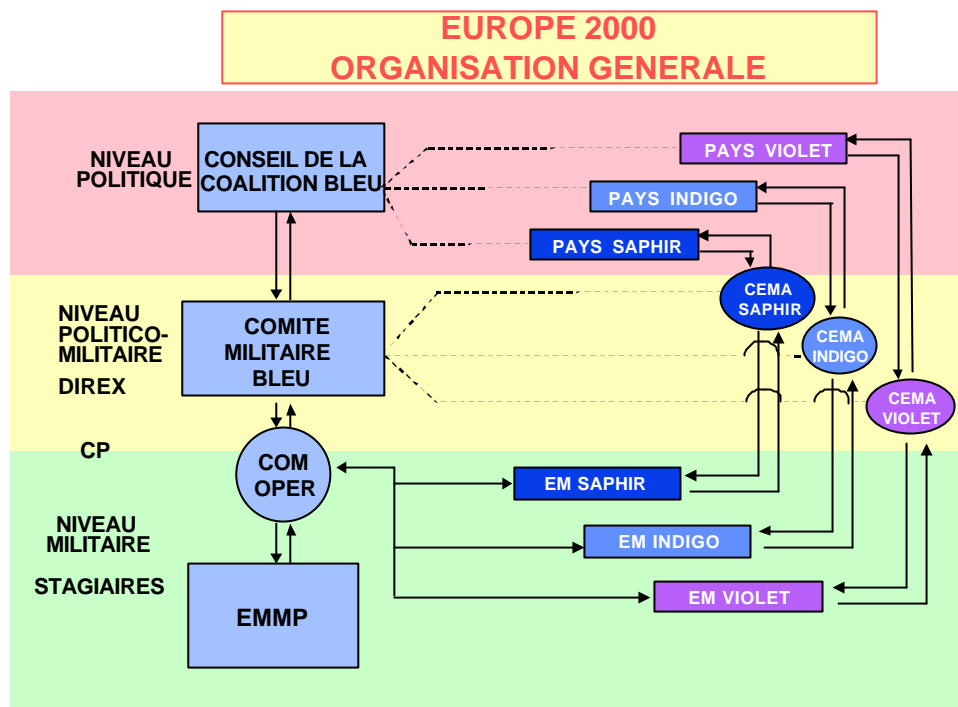 EUROPE 2000
ORGANISATION GENERALE
NIVEAU
POLITIQUE
CONSEIL DE LA
COALITION BLEU
PAYS VIOLET
PAYS INDIGO
PAYS SAPHIR
NIVEAU
POLITICO-
MILITAIRE
DIREX
COMITE
MILITAIRE
BLEU
CEMA
SAPHIR
CEMA
INDIGO
CEMA
VIOLET
CP
COM
OPER
EM SAPHIR
NIVEAU
MILITAIRE
EM INDIGO
STAGIAIRES
EMMP
EM VIOLET